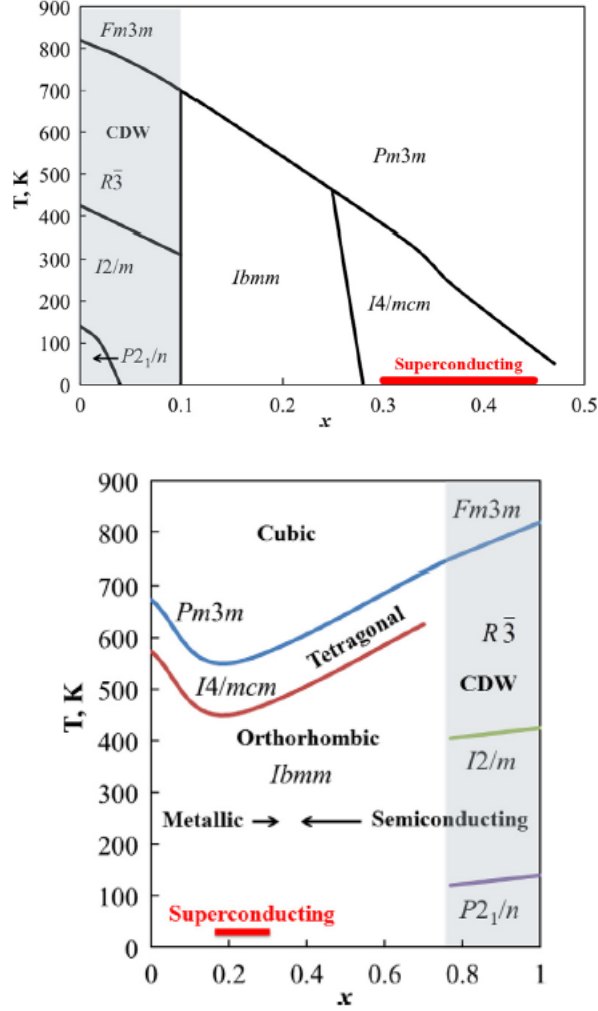 900
Fm3m
800
700
600
CDW
Pm3m
500
T, K
R3̅
400
300
I2/m
Ibmm
I4/mcm
200
100
P2₁/n
Superconducting
0
0 0.1 0.2 0.3 0.4 0.5
x
900
Fm3m
800
Cubic
700
Pm3m
R3̅
600
Tetragonal
I4/mcm
CDW
500
T, K
Orthorhombic
400
I2/m
Ibmm
300
Metallic → ← Semiconducting
200
100
Superconducting
P2₁/n
0
0 0.2 0.4 0.6 0.8 1
x